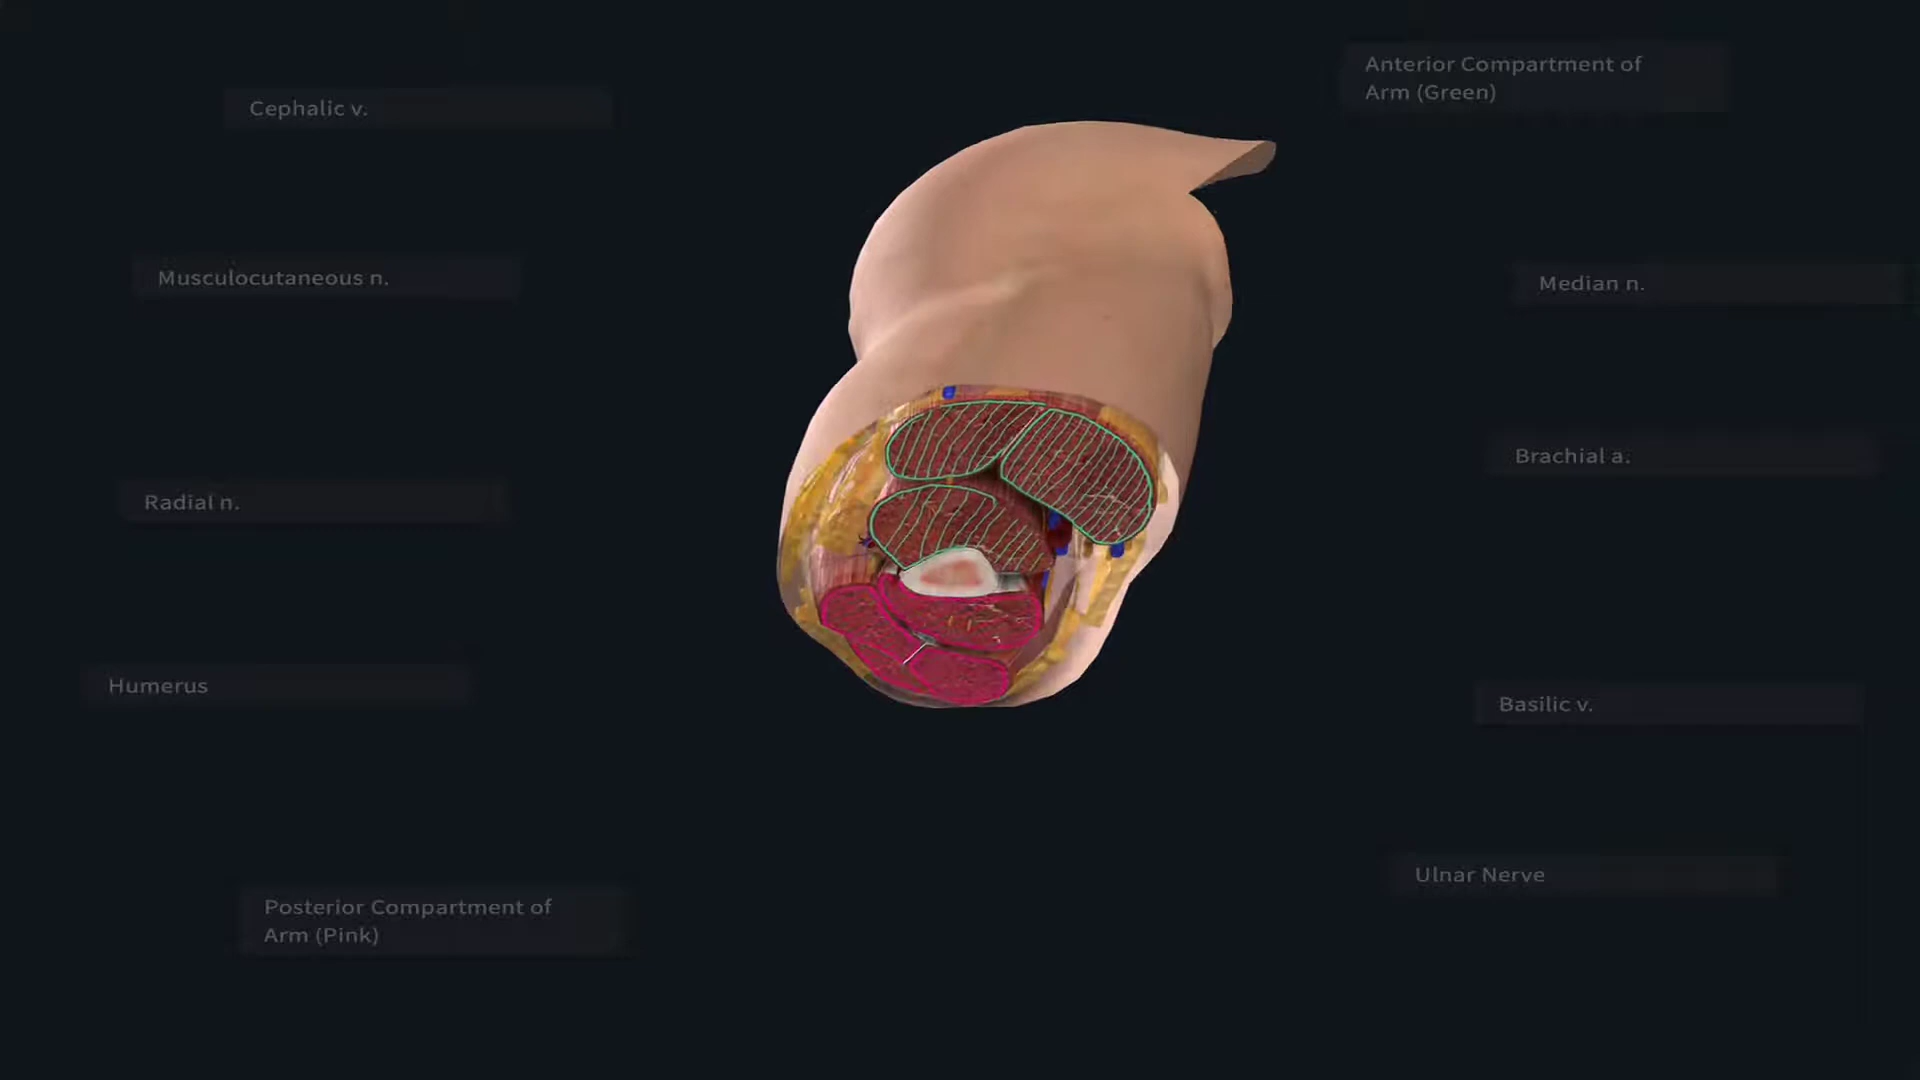 Cephalic v.
Musculocutaneous n.
Radial n.
Humerus
Posterior Compartment of
Arm (Pink)
Anterior Compartment of
Arm (Green)
Median n.
Brachial a.
Basilic v.
Ulnar Nerve